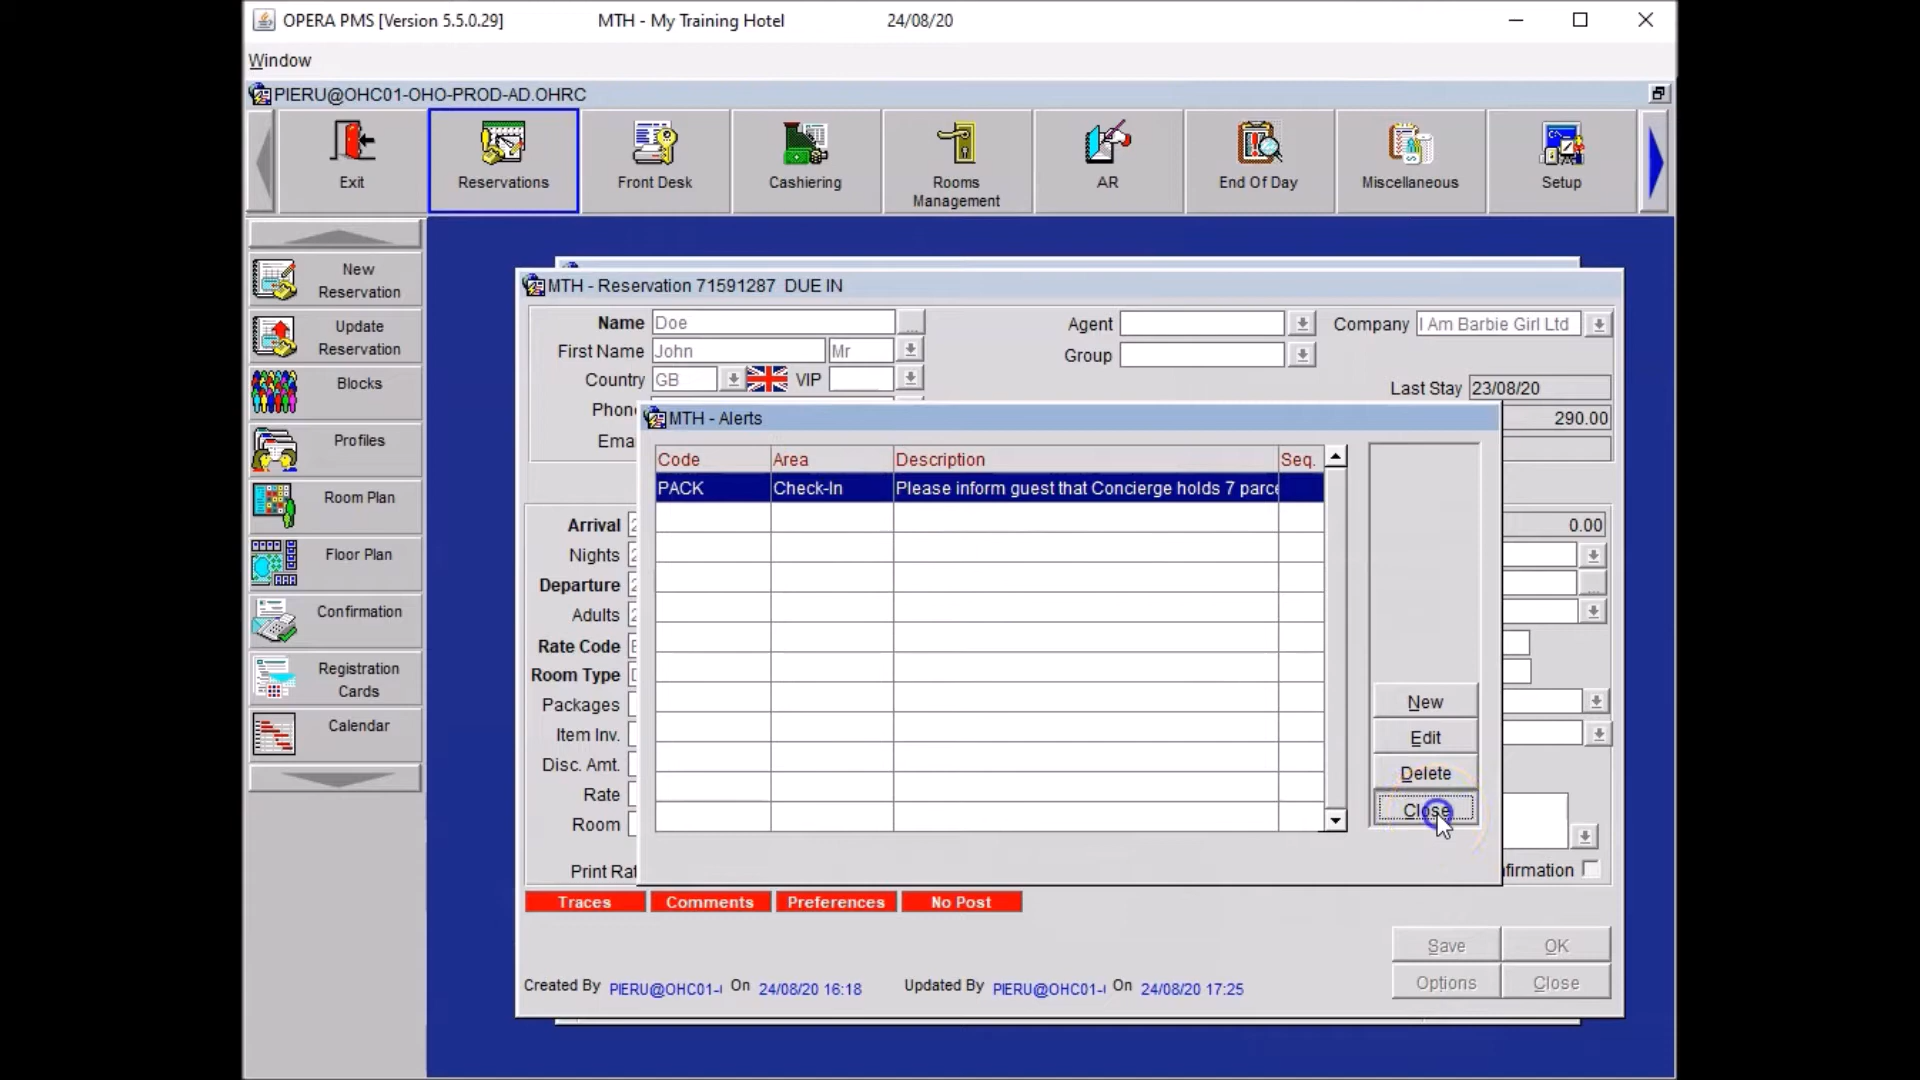 OPERA PMS [Version 5.5.0.29] MTH - My Training Hotel 24/08/20
Window
PIERU@OHC01-OHO-PROD-AD.OHRC
Exit
Reservations
Front Desk
Cashiering
Rooms
Management
AR
End Of Day
Miscellaneous
Setup
New
Reservation
Update
Reservation
Blocks
Profiles
Room Plan
Floor Plan
Confirmation
Registration
Cards
Calendar
MTH - Reservation 71591287 DUE IN
Name Doe
Agent
Company I Am Barbie Girl Ltd
First Name John Mr
Group
Country GB VIP
Last Stay 23/08/20
Phon
290.00
Ema
MTH - Alerts
Code Area Description Seq.
PACK Check-In Please inform guest that Concierge holds 7 parce
New
Edit
Delete
Close
Arrival
0.00
Nights
Departure
Adults
Rate Code
Room Type
Packages
Item Inv.
Disc. Amt.
Rate
Room
Print Rat
firmation
Traces Comments Preferences No Post
Save OK
Options Close
Created By PIERU@OHC01- On 24/08/20 16:18 Updated By PIERU@OHC01- On 24/08/20 17:25